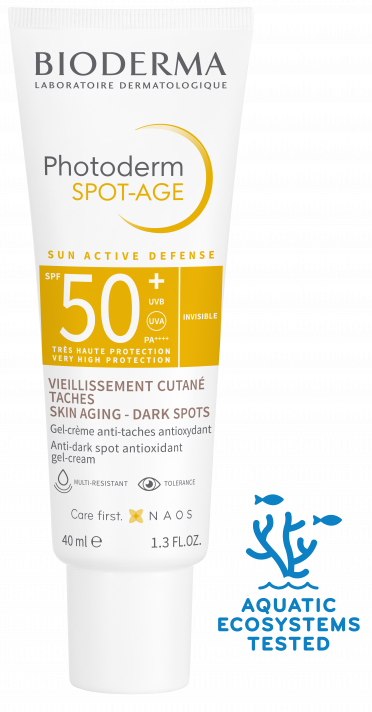 BIODERMA
LABORATOIRE DERMATOLOGIQUE
Photoderm
SPOT-AGE
SUN ACTIVE DEFENSE
SPF 50+
UVB
UVA
PA++++
INVISIBLE
TRÈS HAUTE PROTECTION
VERY HIGH PROTECTION
VIEILLISSEMENT CUTANÉ
TACHES
SKIN AGING - DARK SPOTS
Gel-crème anti-taches antioxydant
Anti-dark spot antioxidant
gel-cream
MULTI-RESISTANT TOLERANCE
Care first. NAOS
40 ml e 1.3 FL.OZ.
AQUATIC
ECOSYSTEMS
TESTED